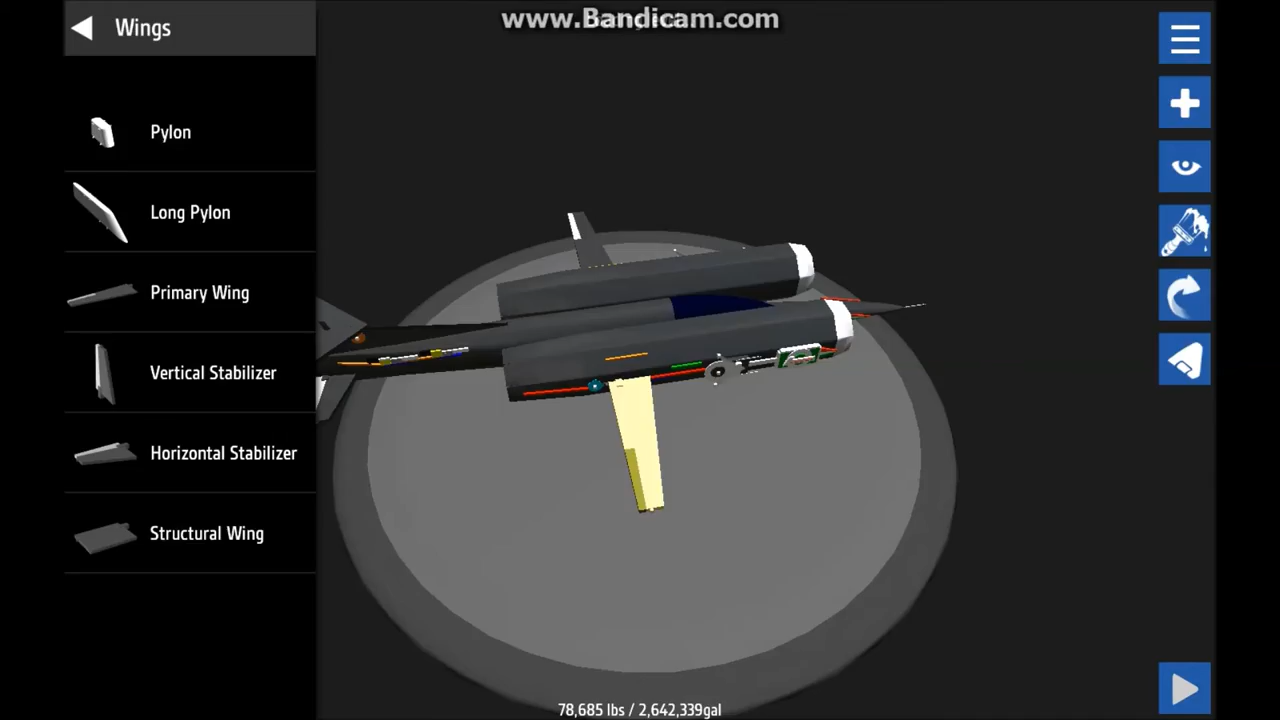 www.Bandicam.com
Wings
Pylon
Long Pylon
Primary Wing
Vertical Stabilizer
Horizontal Stabilizer
Structural Wing
78,685 lbs / 2,642,339gal